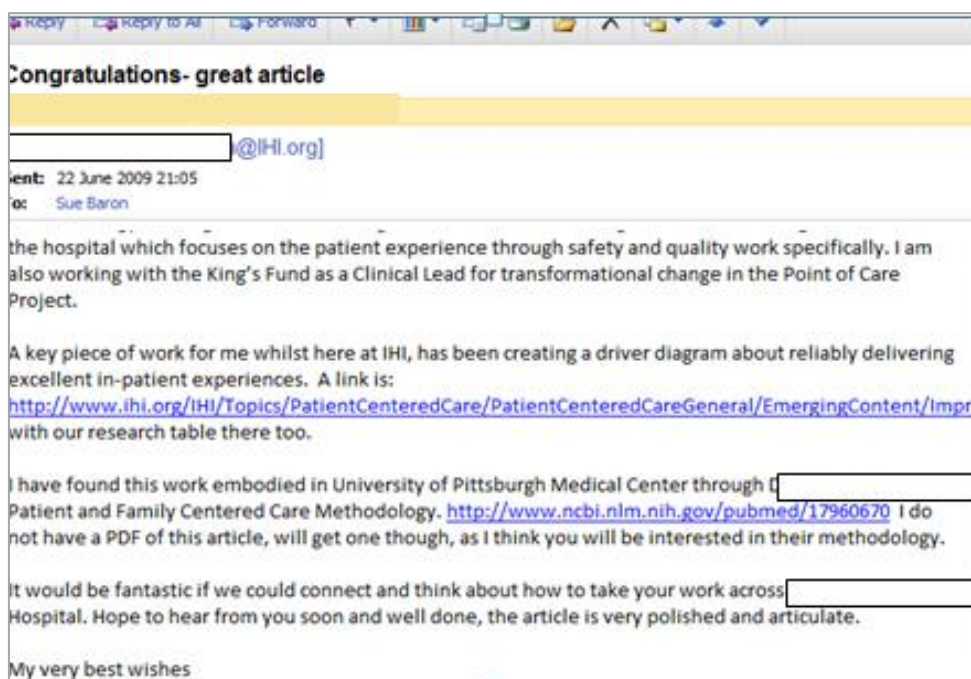 Reply Reply to All Forward
Congratulations- great article
@IHI.org]
Sent: 22 June 2009 21:05
To: Sue Baron
the hospital which focuses on the patient experience through safety and quality work specifically. I am
also working with the King's Fund as a Clinical Lead for transformational change in the Point of Care
Project.
A key piece of work for me whilst here at IHI, has been creating a driver diagram about reliably delivering
excellent in-patient experiences. A link is:
http://www.ihi.org/IHI/Topics/PatientCenteredCare/PatientCenteredCareGeneral/EmergingContent/Impr
with our research table there too.
I have found this work embodied in University of Pittsburgh Medical Center through
Patient and Family Centered Care Methodology. http://www.ncbi.nlm.nih.gov/pubmed/17960670 I do
not have a PDF of this article, will get one though, as I think you will be interested in their methodology.
It would be fantastic if we could connect and think about how to take your work across
Hospital. Hope to hear from you soon and well done, the article is very polished and articulate.
My very best wishes